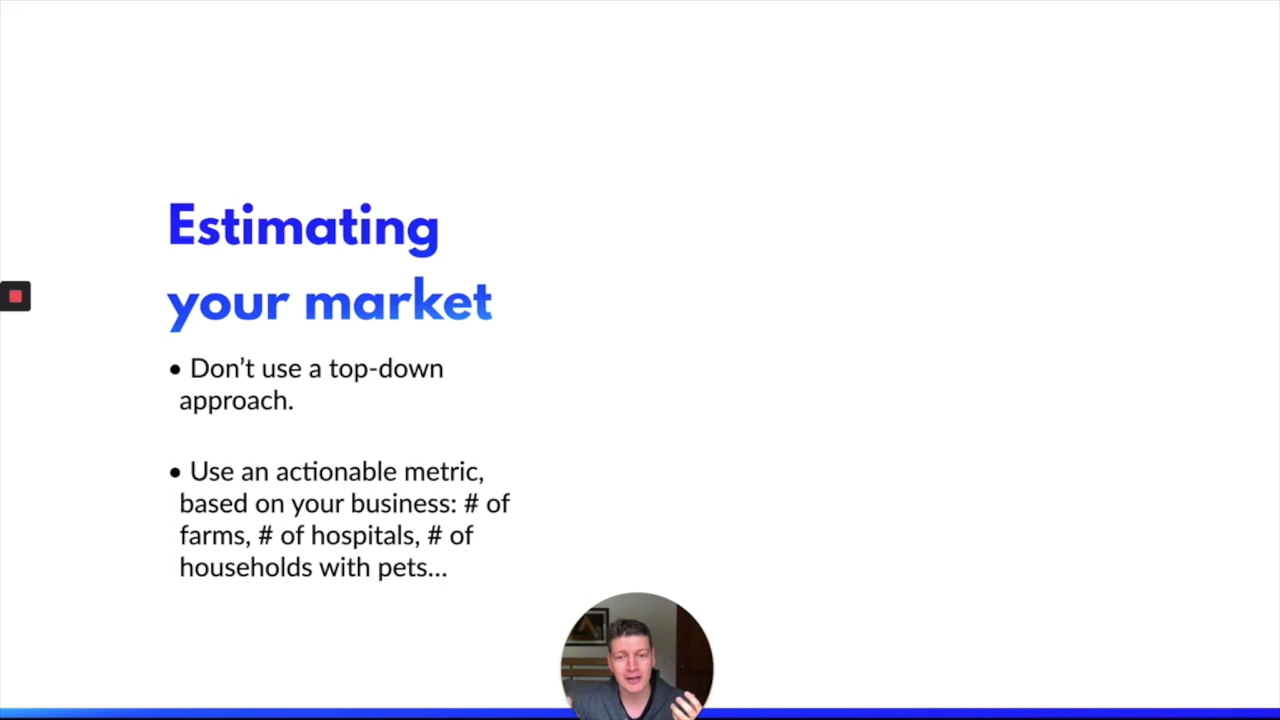 Estimating
your market
• Don’t use a top-down
approach.
• Use an actionable metric,
based on your business: # of
farms, # of hospitals, # of
households with pets...